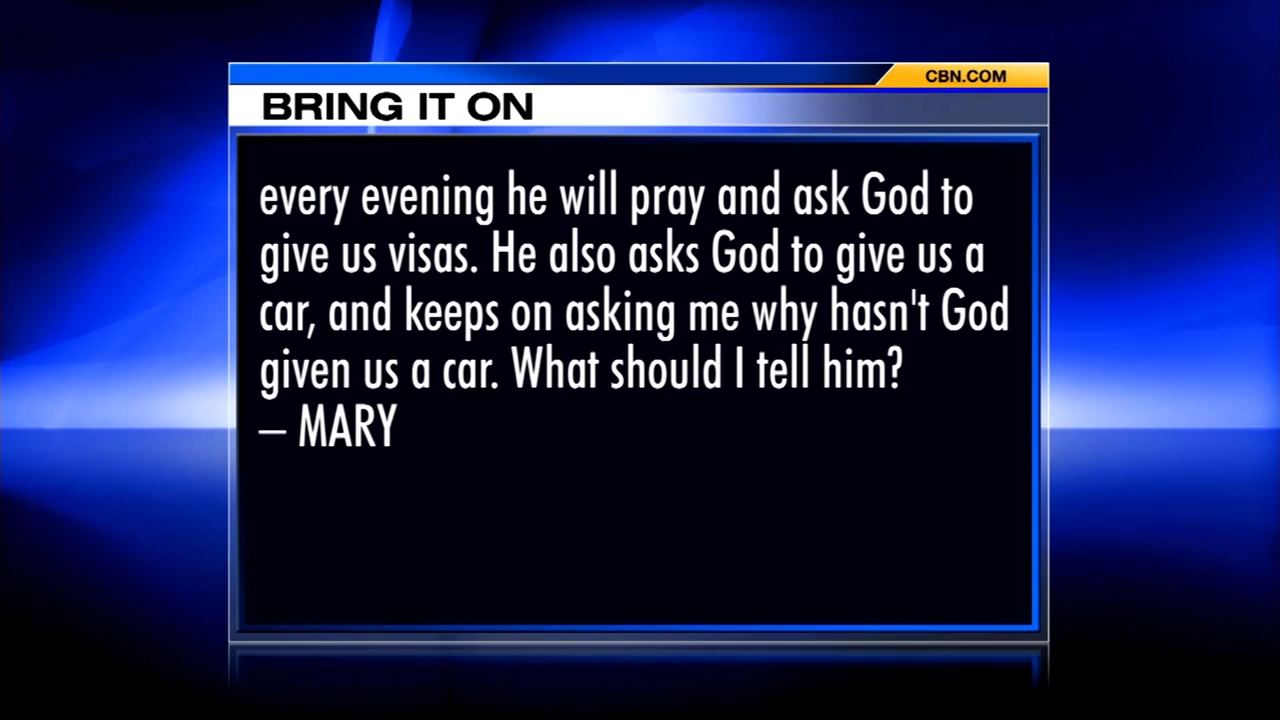 CBN.COM
BRING IT ON
every evening he will pray and ask God to
give us visas. He also asks God to give us a
car, and keeps on asking me why hasn't God
given us a car. What should I tell him?
– MARY